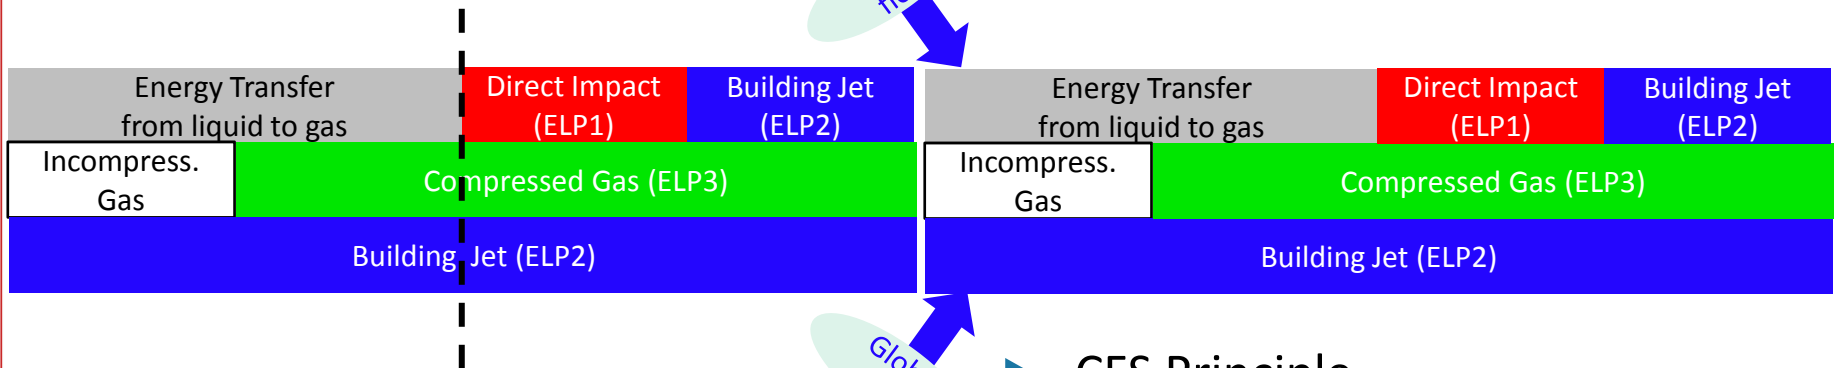 Energy Transfer
from liquid to gas
Direct Impact
(ELP1)
Building Jet
(ELP2)
Energy Transfer
from liquid to gas
Direct Impact
(ELP1)
Building Jet
(ELP2)
Incompress.
Gas
Compressed Gas (ELP3)
Incompress.
Gas
Compressed Gas (ELP3)
Building Jet (ELP2)
Building Jet (ELP2)